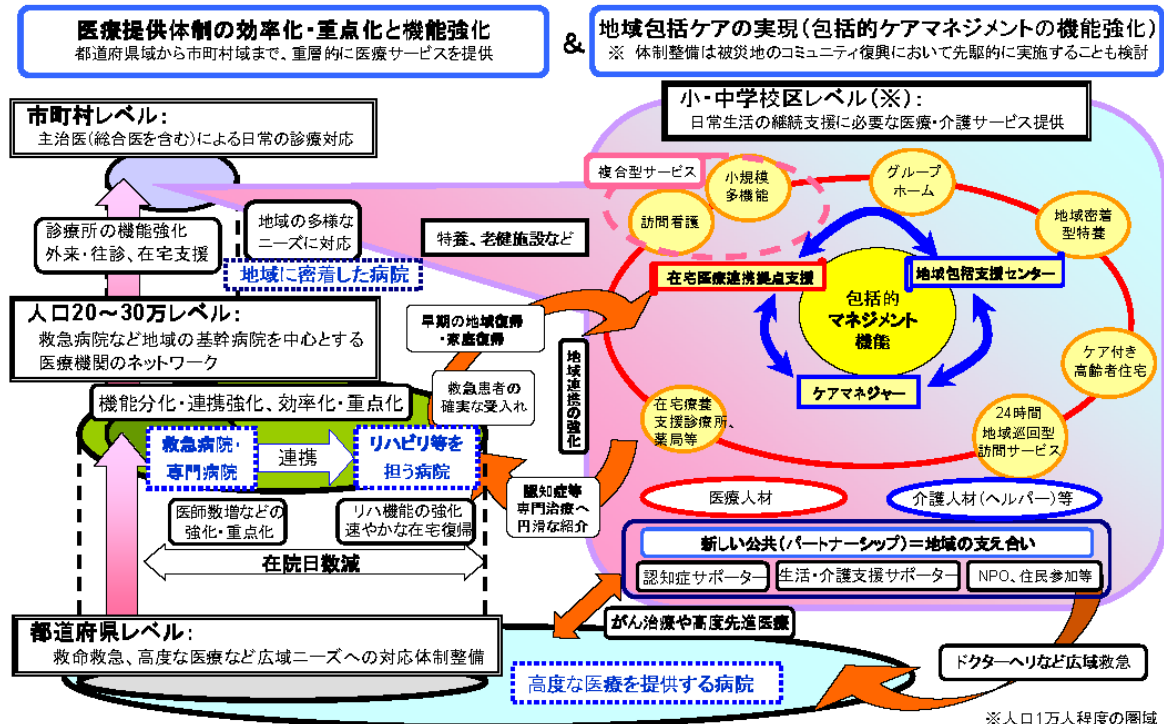 医療提供体制の効率化・重点化と機能強化
都道府県域から市町村域まで、重層的に医療サービスを提供
&
地域包括ケアの実現(包括的ケアマネジメントの機能強化)
※ 体制整備は被災地のコミュニティ復興において先駆的に実施することも検討
市町村レベル:
主治医(総合医を含む)による日常の診療対応
小・中学校区レベル(※):
日常生活の継続支援に必要な医療・介護サービス提供
複合型サービス
小規模
多機能
訪問看護
グループ
ホーム
地域密着
型特養
診療所の機能強化
外来・往診、在宅支援
地域の多様な
ニーズに対応
特養、老健施設など
地域に密着した病院
在宅医療連携拠点支援
地域包括支援センター
包括的
マネジメント
機能
ケアマネジャー
ケア付き
高齢者住宅
人口20~30万レベル:
救急病院など地域の基幹病院を中心とする
医療機関のネットワーク
早期の地域復帰
・家庭復帰
地域連携の強化
救急患者の
確実な受入れ
機能分化・連携強化、効率化・重点化
救急病院・
専門病院
連携
リハビリ等を
担う病院
在宅療養
支援診療所、
薬局等
24時間
地域巡回型
訪問サービス
医師数増などの
強化・重点化
リハ機能の強化、
速やかな在宅復帰
認知症等
専門治療へ
円滑な紹介
医療人材
介護人材(ヘルパー)等
在院日数減
新しい公共(パートナーシップ)=地域の支え合い
認知症サポーター
生活・介護支援サポーター
NPO、住民参加等
都道府県レベル:
救命救急、高度な医療など広域ニーズへの対応体制整備
がん治療や高度先進医療
ドクターヘリなど広域救急
高度な医療を提供する病院
※人口1万人程度の圏域